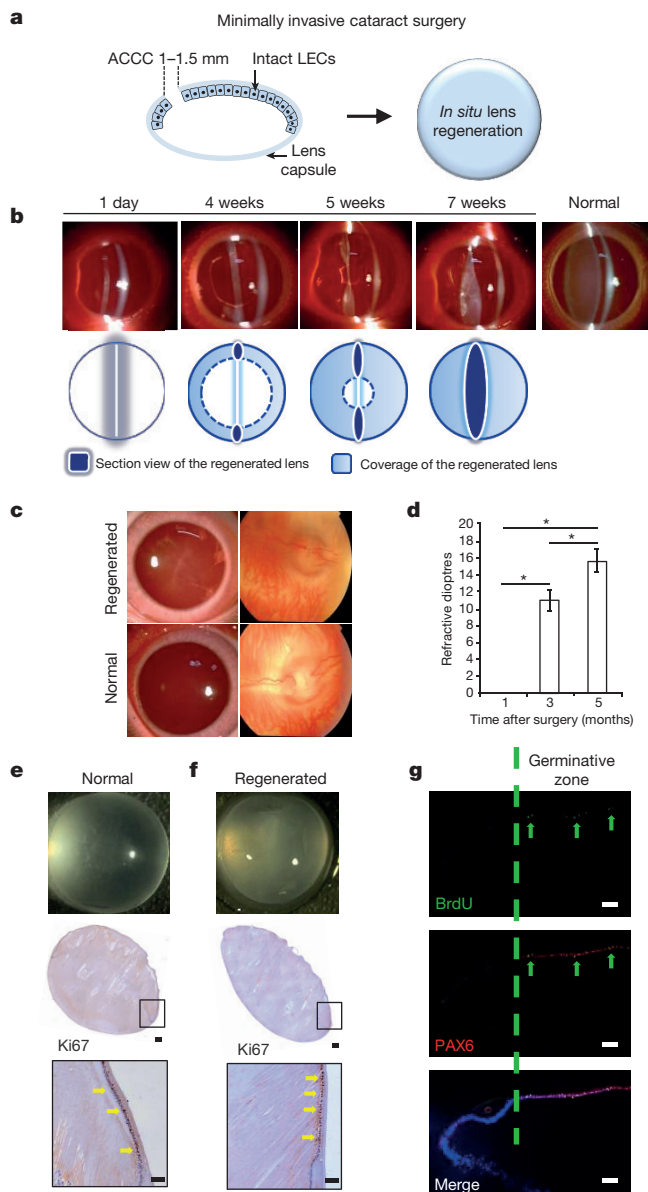 a
Minimally invasive cataract surgery
ACCC 1–1.5 mm
Intact LECs
Lens
capsule
In situ lens
regeneration
b
1 day
4 weeks
5 weeks
7 weeks
Normal
Section view of the regenerated lens
Coverage of the regenerated lens
c
Regenerated
Normal
d
Refractive dioptres
20
18
16
14
12
10
8
6
4
2
0
*
*
*
1
3
5
Time after surgery (months)
e
Normal
Ki67
f
Regenerated
g
Germinative
zone
BrdU
PAX6
Merge